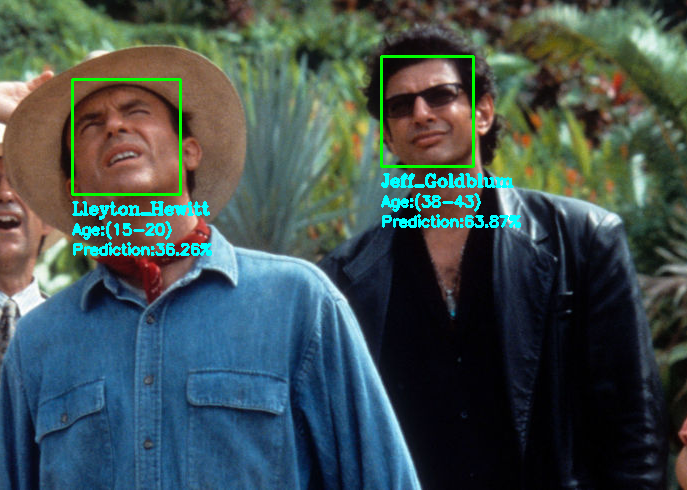 Lleyton_Hewitt
Age:(15-20)
Prediction:36.26%
Jeff_Goldblum
Age:(38-43)
Prediction:63.87%